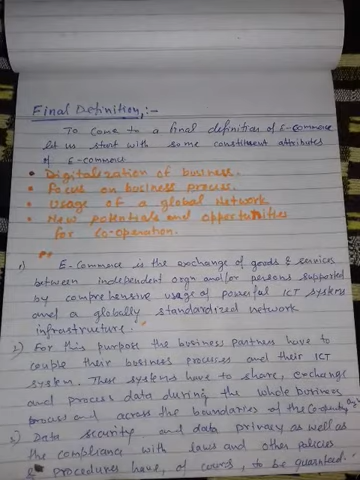 Final Definition,:-
To come to a final definition of E-Commerce
let us start with some constituent attributes
of E-commerce
• Digitalization of business.
• Focus on business process.
• Usage of a global Network
• New potentials and opportunities
for co-operation.
"
1) E-Commerce is the exchange of goods & services
between independent orgn and/or persons supported
by comprehensive usage of powerful ICT system
and a globally standardized network
infrastructure."
2) For this purpose the business partners have to
couple their business processes and their ICT
system. These systems have to share, exchange
and process data during the whole business
process and across the boundaries of the
3) Data security and data privacy as well as
the compliance with laws and other policies
& procedures have, of cours, to be guaranteed.